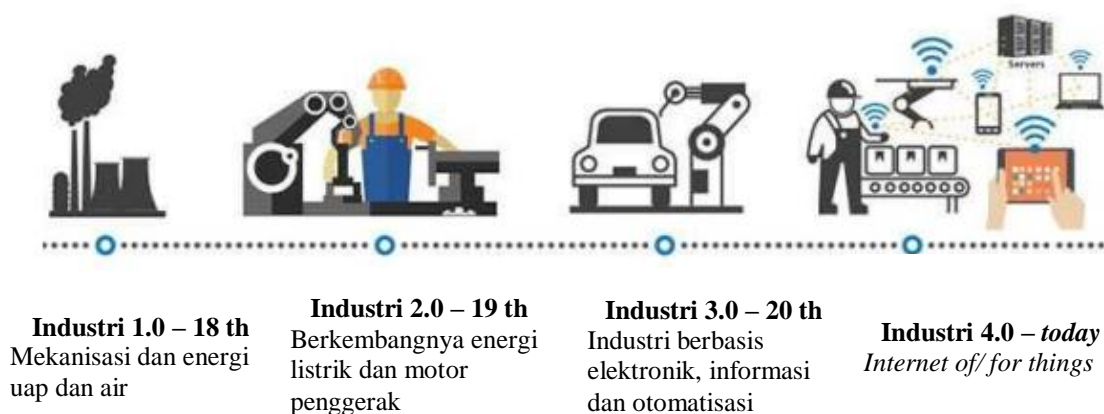 Servers
Industri 1.0 – 18 th
Mekanisasi dan energi
uap dan air
Industri 2.0 – 19 th
Berkembangnya energi
listrik dan motor
penggerak
Industri 3.0 – 20 th
Industri berbasis
elektronik, informasi
dan otomatisasi
Industri 4.0 – today
Internet of/ for things